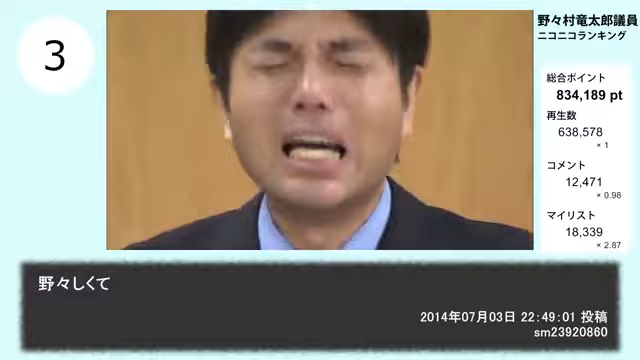 3
野々村竜太郎議員
ニコニコランキング
総合ポイント
834,189 pt
再生数
638,578
× 1
コメント
12,471
× 0.98
マイリスト
18,339
× 2.87
野々しくて
2014年07月03日 22:49:01 投稿
sm23920860